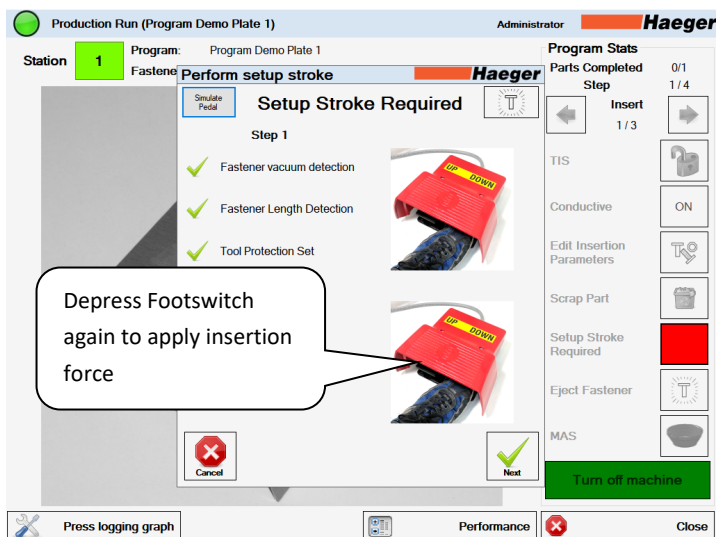 Production Run (Program Demo Plate 1)
Administrator
Haeger
Station
1
Program:
Program Demo Plate 1
Fastene
Perform setup stroke
Haeger
Simulate
Pedal
Setup Stroke Required
Step 1
Fastener vacuum detection
Fastener Length Detection
Tool Protection Set
UP DOWN
Depress Footswitch
again to apply insertion
force
UP DOWN
Cancel
Next
Program Stats
Parts Completed 0/1
Step 1 / 4
Insert
1 / 3
TIS
Conductive
ON
Edit Insertion
Parameters
Scrap Part
Setup Stroke
Required
Eject Fastener
MAS
Turn off machine
Press logging graph
Performance
Close